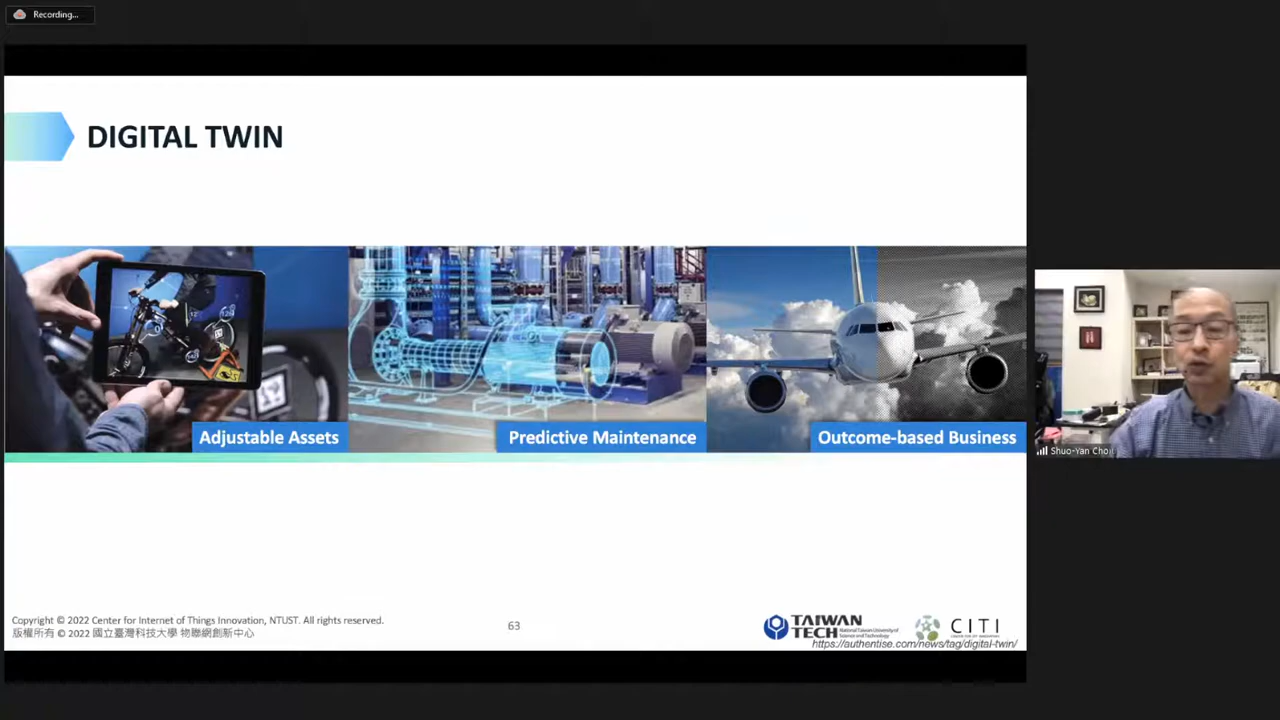 Recording...
DIGITAL TWIN
Adjustable Assets
Predictive Maintenance
Outcome-based Business
Shuo-Yan Chou
Copyright © 2022 Center for Internet of Things Innovation, NTUST. All rights reserved.
版權所有 © 2022 國立臺灣科技大學 物聯網創新中心
63
TAIWAN
TECH
National Taiwan University of
Science and Technology
CITI
CENTER FOR IOT INNOVATION
https://authentise.com/news/tag/digital-twin/